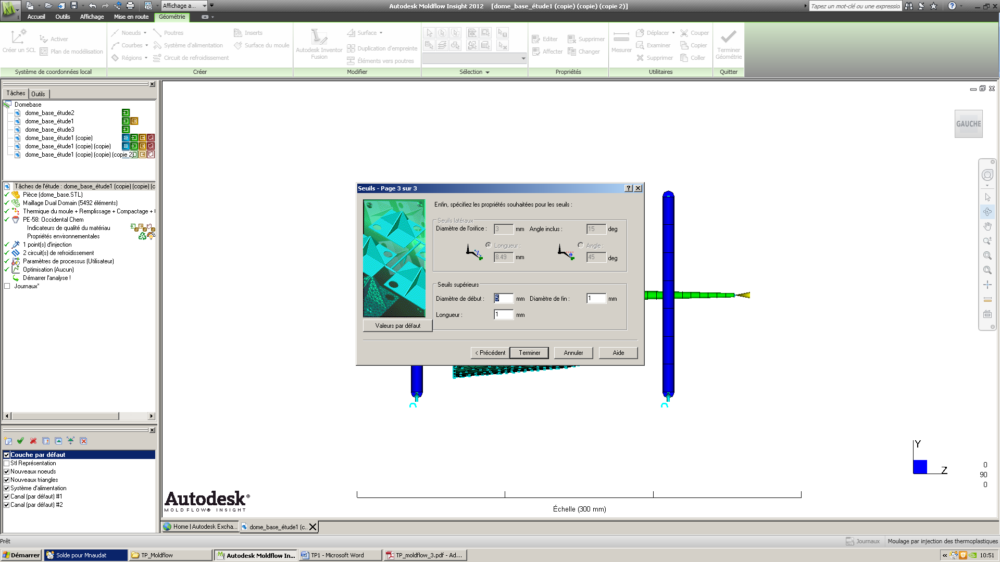 Affichage a...
Autodesk Moldflow Insight 2012 [dome_base_étude1 (copie) (copie) (copie 2)]
Tapez un mot-clé ou une expressio
Accueil Outils Affichage Mise en route Géométrie
Créer un SCL
Activer
Plan de modélisation
Système de coordonnées local
Noeuds Poutres Inserts
Courbes Système d'alimentation Surface du moule
Régions Circuit de refroidissement
Créer
Autodesk Inventor Fusion
Surface
Duplication d'empreinte
Éléments vers poutres
Modifier
Sélection
Editer Supprimer
Affecter Changer
Propriétés
Mesurer
Déplacer Couper
Examiner Copier
Supprimer Coller
Utilitaires
Terminer Géométrie
Quitter
Tâches Outils
Domebase
dome_base_étude2
dome_base_étude1
dome_base_étude3
dome_base_étude1 (copie)
dome_base_étude1 (copie) (copie)
dome_base_étude1 (copie) (copie) (copie 2)
Tâches de l'étude : dome_base_étude1 (copie) (copie) (c
Pièce (dome_base.STL)
Maillage Dual Domain (5492 éléments)
Thermique du moule + Remplissage + Compactage +
PE-58: Occidental Chem
Indicateurs de qualité du matériau
Propriétés environnementales
1 point(s) d'injection
2 circuit(s) de refroidissement
Paramètres de processus (Utilisateur)
Optimisation (Aucun)
Démarrer l'analyse !
Journaux*
Couche par défaut
Stl Représentation
Nouveaux noeuds
Nouveaux triangles
Système d'alimentation
Canal (par défaut) #1
Canal (par défaut) #2
Seuils - Page 3 sur 3
Enfin, spécifiez les propriétés souhaitées pour les seuils :
Seuils latéraux
Diamètre de l'orifice : 3 mm Angle inclus : 15 deg
Longueur : Angle :
8.49 mm 45 deg
Seuils supérieurs
Diamètre de début : 5 mm Diamètre de fin : 1 mm
Longueur : 1 mm
Valeurs par défaut
< Précédent Terminer Annuler Aide
GAUCHE
Y
Z
0
90
0
Autodesk®
MOLDFLOW® INSIGHT
Échelle (300 mm)
Home | Autodesk Excha... dome_base_étude1 (c..
Prêt
Journaux Moulage par injection des thermoplastiques
Démarrer Solde pour Mnaudat TP_Moldflow Autodesk Moldflow In... TP1 - Microsoft Word TP_moldflow_3.pdf - Ad... « 10:51